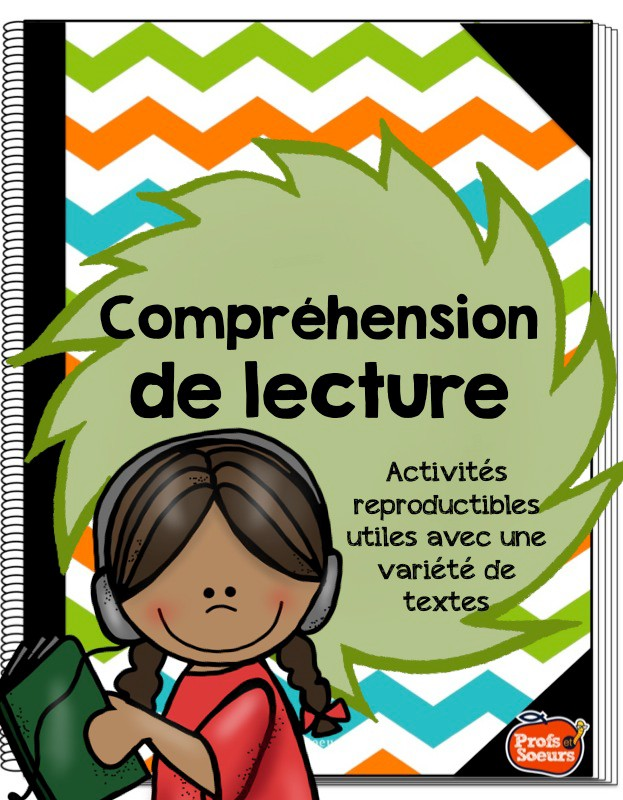 Compréhension
de lecture
Activités
reproductibles
utiles avec une
variété de
textes
Profs et
Soeurs